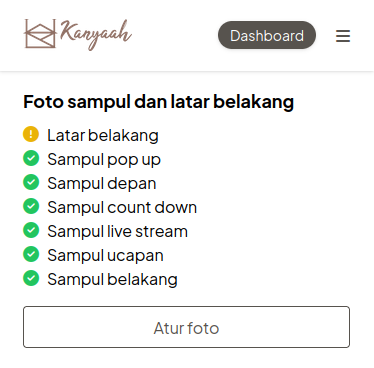 Kanyaah
Dashboard
Foto sampul dan latar belakang
Latar belakang
Sampul pop up
Sampul depan
Sampul count down
Sampul live stream
Sampul ucapan
Sampul belakang
Atur foto